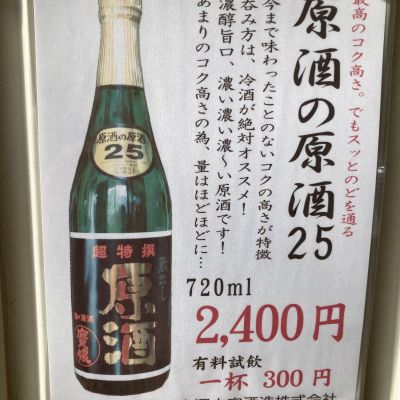 最高のコク高さ。でもスッとのどを通る
原酒の原酒25
今まで味わったことのないコクの高さが特徴
呑み方は、冷酒が絶対オススメ！
濃醇旨口、濃い濃い濃〜い原酒です！
あまりのコク高さの為、量はほどほどに…
720ml
2,400円
有料試飲
一杯 300円
原酒の原酒
25
超特撰
蔵出し
原酒